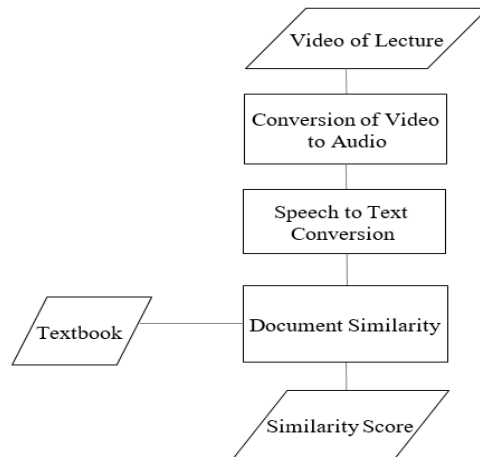 Video of Lecture
Conversion of Video
to Audio
Speech to Text
Conversion
Textbook
Document Similarity
Similarity Score